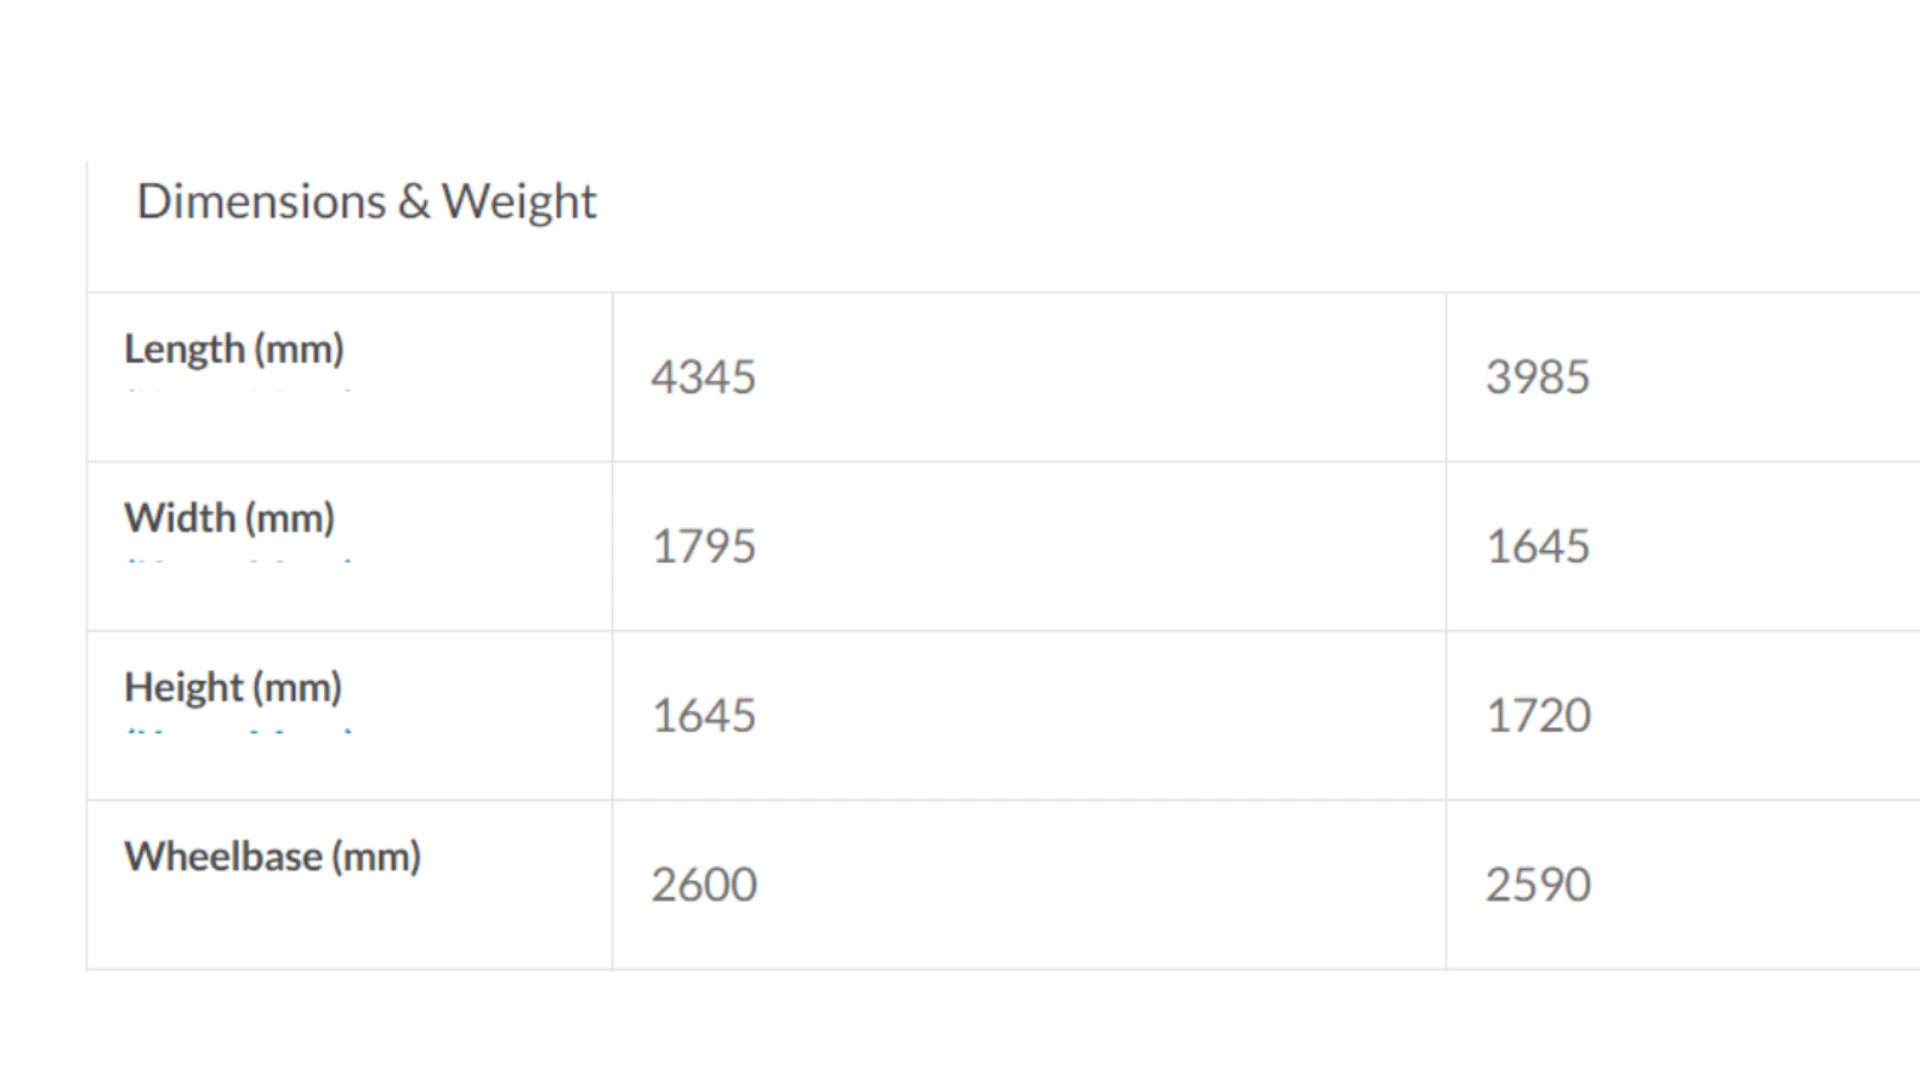 Dimensions & Weight
Length (mm) 4345 3985
Width (mm) 1795 1645
Height (mm) 1645 1720
Wheelbase (mm) 2600 2590